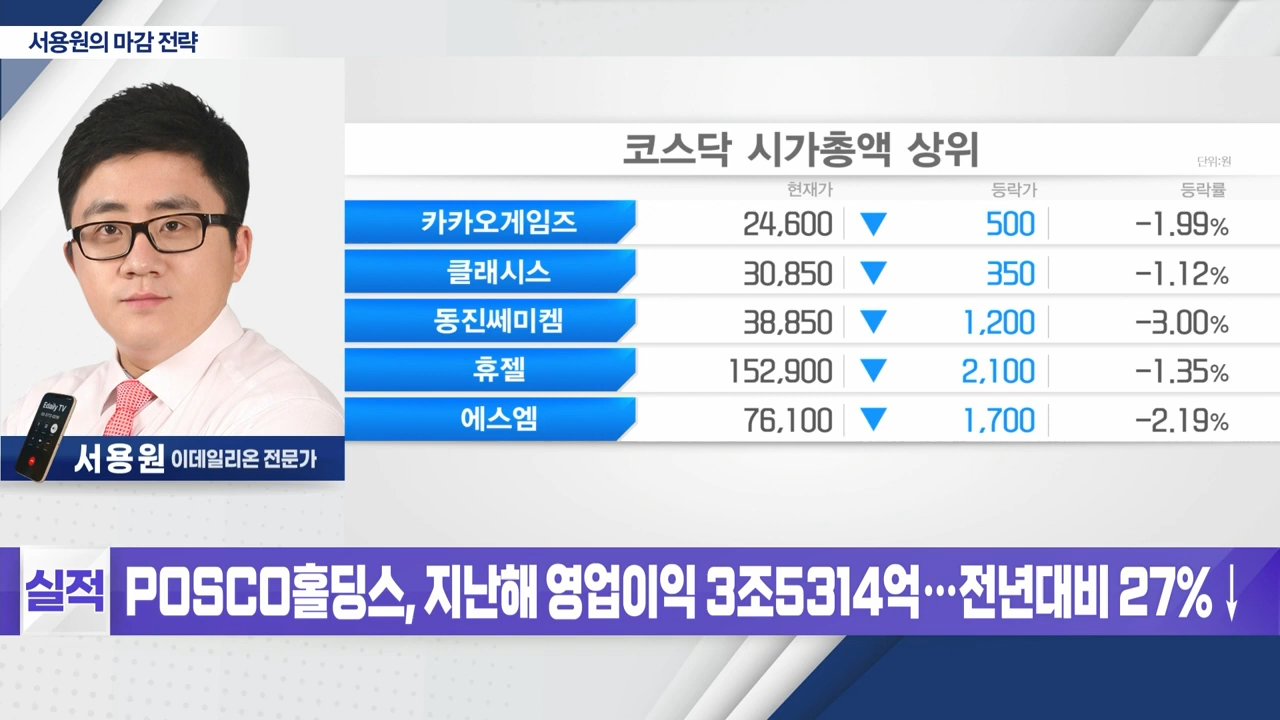 서용원의 마감 전략
코스닥 시가총액 상위
단위:원
현재가 등락가 등락률
카카오게임즈 24,600 ▼ 500 -1.99%
클래시스 30,850 ▼ 350 -1.12%
동진쎄미켐 38,850 ▼ 1,200 -3.00%
휴젤 152,900 ▼ 2,100 -1.35%
에스엠 76,100 ▼ 1,700 -2.19%
Edaily TV
서용원 이데일리온 전문가
실적 POSCO홀딩스, 지난해 영업이익 3조5314억…전년대비 27%↓